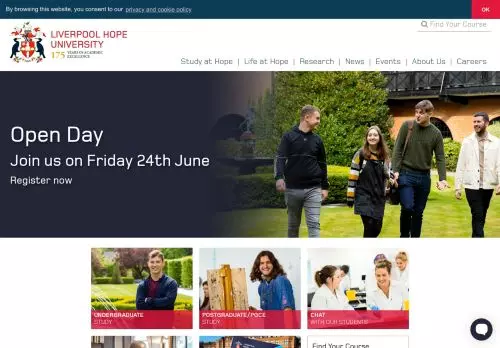 By browsing this website, you consent to our privacy and cookie policy
OK
LIVERPOOL HOPE
UNIVERSITY
175 YEARS OF ACADEMIC
EXCELLENCE
Find Your Course
Study at Hope | Life at Hope | Research | News | Events | About Us | Careers
Open Day
Join us on Friday 24th June
Register now
UNDERGRADUATE
STUDY
POSTGRADUATE/PGCE
STUDY
CHAT
WITH OUR STUDENTS
Find Your Course